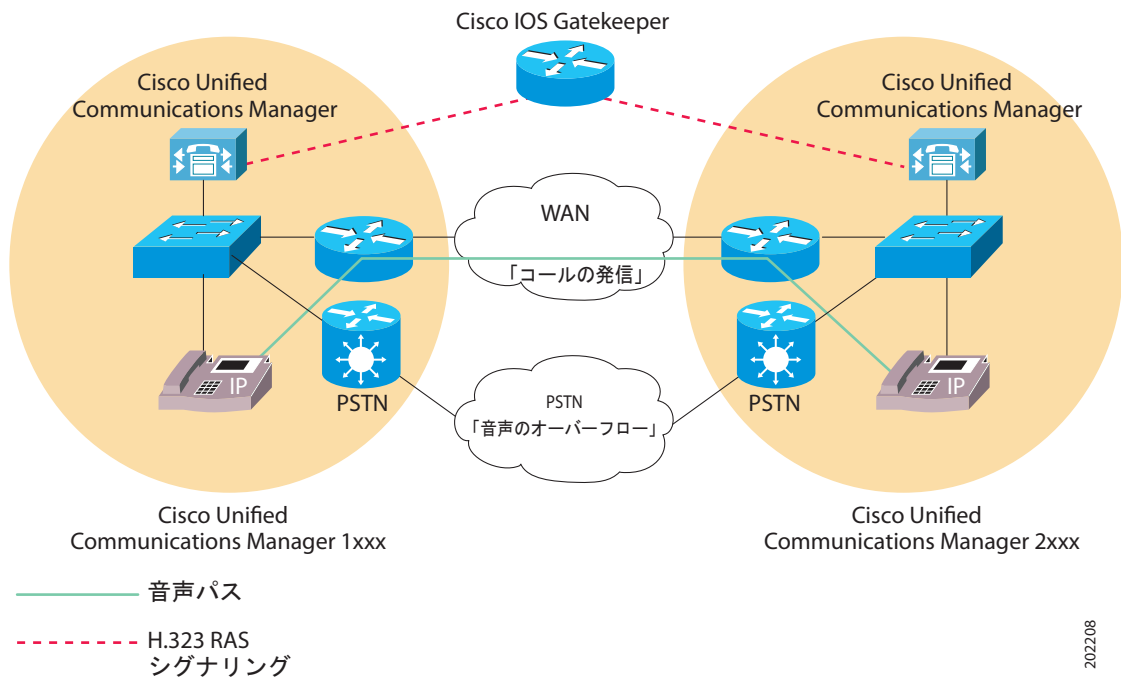 Cisco IOS Gatekeeper
Cisco Unified
Communications Manager
Cisco Unified
Communications Manager
WAN
「コールの発信」
IP
PSTN
PSTN
「音声のオーバーフロー」
PSTN
IP
Cisco Unified
Communications Manager 1xxx
Cisco Unified
Communications Manager 2xxx
音声パス
H.323 RAS
シグナリング
202208